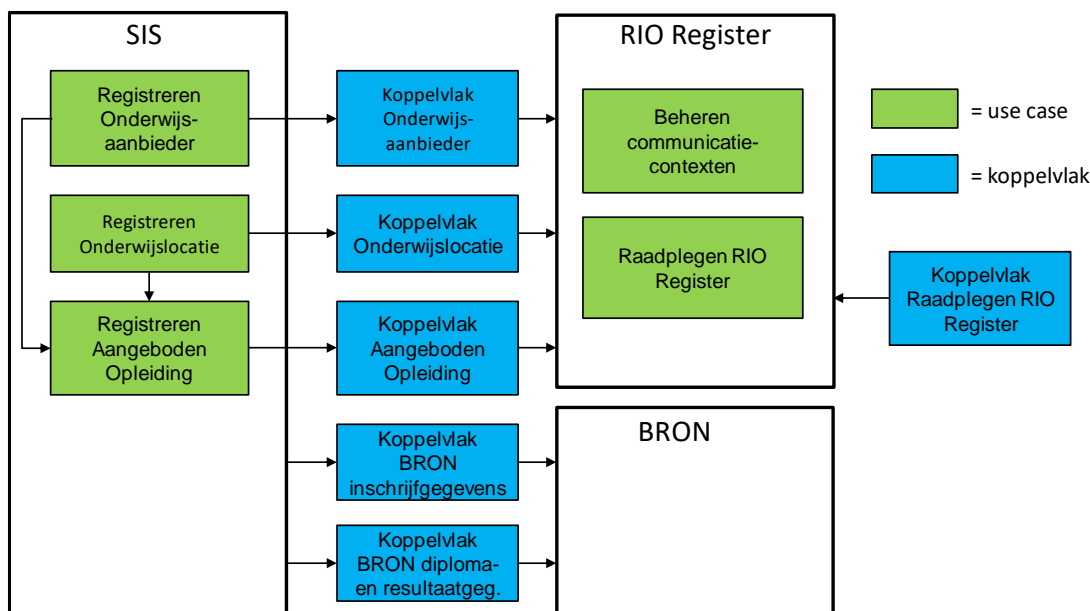 SIS
Registreren
Onderwijs-
aanbieder
Registreren
Onderwijslocatie
Registreren
Aangeboden
Opleiding
Koppelvlak
Onderwijs-
aanbieder
Koppelvlak
Onderwijslocatie
Koppelvlak
Aangeboden
Opleiding
Koppelvlak
BRON
inschrijfgegevens
Koppelvlak
BRON diploma-
en resultaatgeg.
RIO Register
Beheren
communicatie-
contexten
Raadplegen RIO
Register
BRON
= use case
= koppelvlak
Koppelvlak
Raadplegen RIO
Register